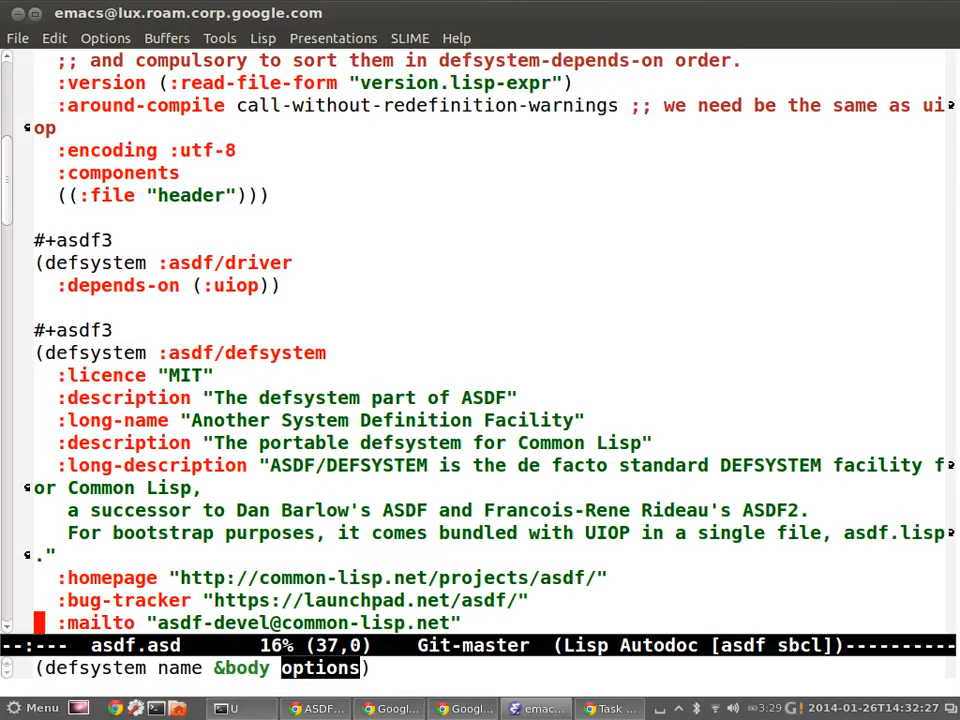 emacs@lux.roam.corp.google.com
File Edit Options Buffers Tools Lisp Presentations SLIME Help
;; and compulsory to sort them in defsystem-depends-on order.
:version (:read-file-form "version.lisp-expr")
:around-compile call-without-redefinition-warnings ;; we need be the same as ui
op
:encoding :utf-8
:components
((:file "header")))
#+asdf3
(defsystem :asdf/driver
:depends-on (:uiop))
#+asdf3
(defsystem :asdf/defsystem
:licence "MIT"
:description "The defsystem part of ASDF"
:long-name "Another System Definition Facility"
:description "The portable defsystem for Common Lisp"
:long-description "ASDF/DEFSYSTEM is the de facto standard DEFSYSTEM facility f
or Common Lisp,
a successor to Dan Barlow's ASDF and Francois-Rene Rideau's ASDF2.
For bootstrap purposes, it comes bundled with UIOP in a single file, asdf.lisp
."
:homepage "http://common-lisp.net/projects/asdf/"
:bug-tracker "https://launchpad.net/asdf/"
:mailto "asdf-devel@common-lisp.net"
--:--- asdf.asd 16% (37,0) Git-master (Lisp Autodoc [asdf sbcl])----------
(defsystem name &body options)
Menu U ASDF... Googl... Googl... emac... Task ... 3:29 2014-01-26T14:32:27